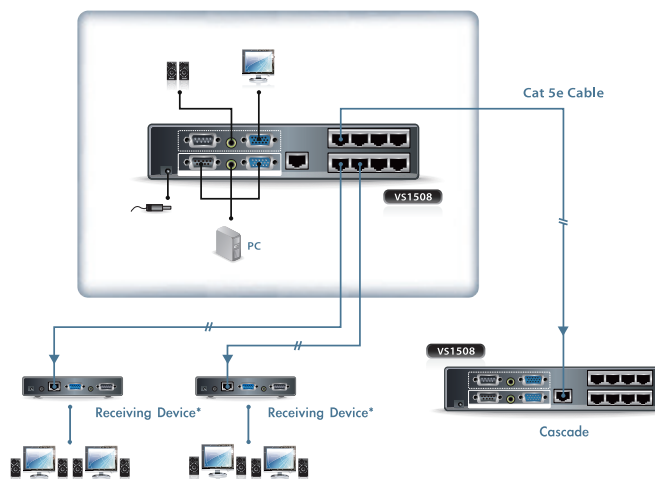 Cat 5e Cable
VS1508
PC
VS1508
Receiving Device*
Receiving Device*
Cascade